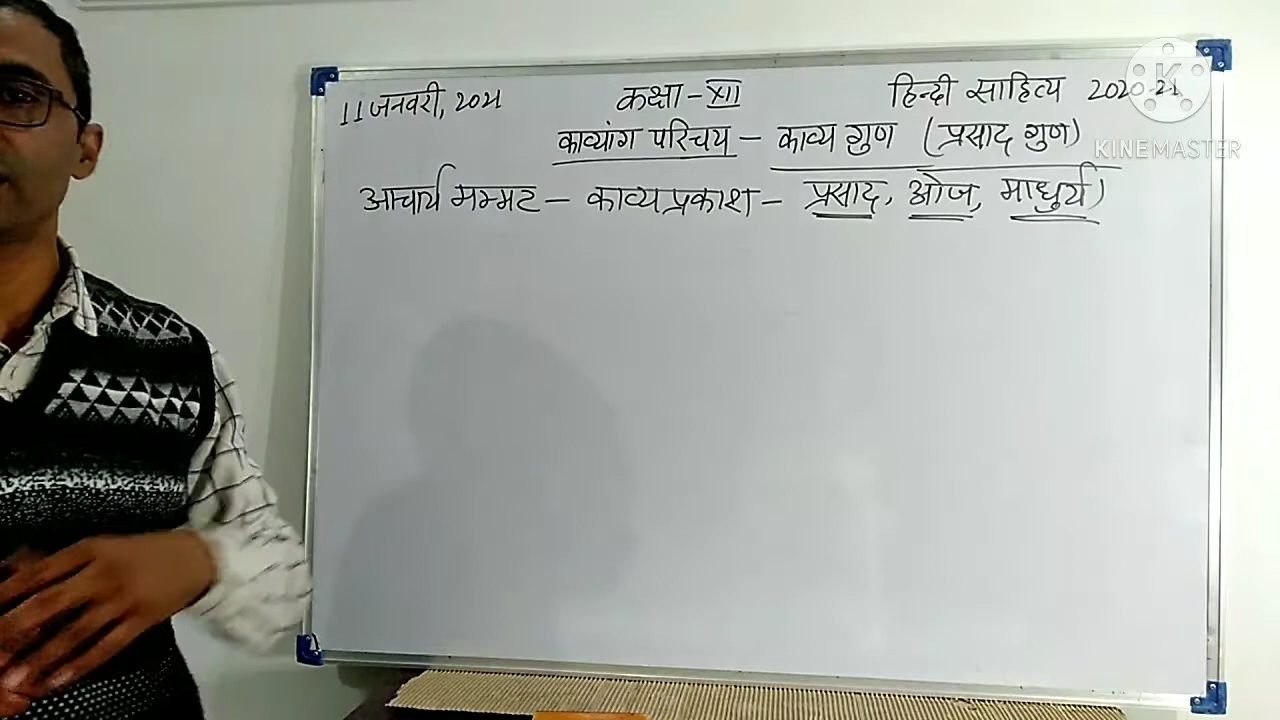 11 जनवरी, 2021 कक्षा - XII हिन्दी साहित्य 2020-21
काव्यांग परिचय - काव्य गुण (प्रसाद गुण)
KINEMASTER
आचार्य मम्मट - काव्यप्रकाश - प्रसाद, ओज, माधुर्य)